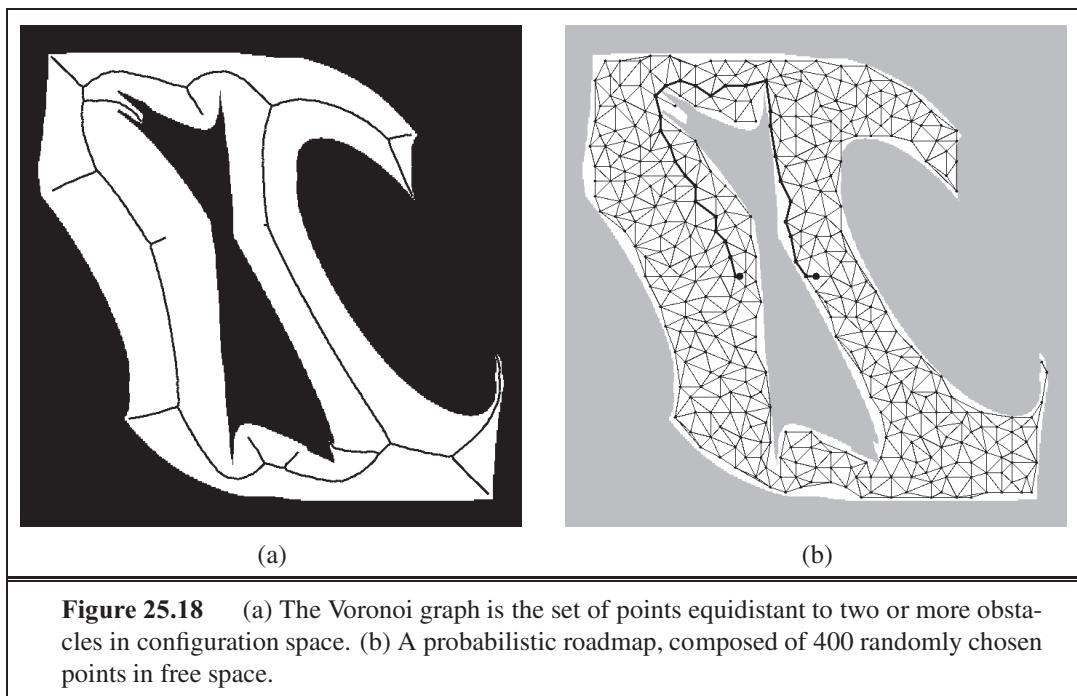 (a)
(b)
Figure 25.18 (a) The Voronoi graph is the set of points equidistant to two or more obsta-
cles in configuration space. (b) A probabilistic roadmap, composed of 400 randomly chosen
points in free space.